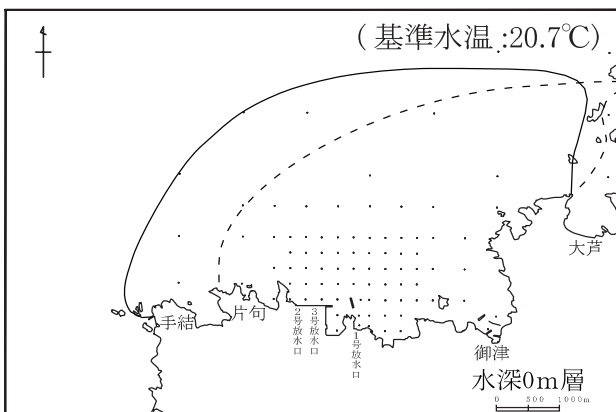 (基準水温:20.7℃)
大芦
手結
片句
2号放水口
3号放水口
1号放水口
御津
水深0m層
0 500 1000m